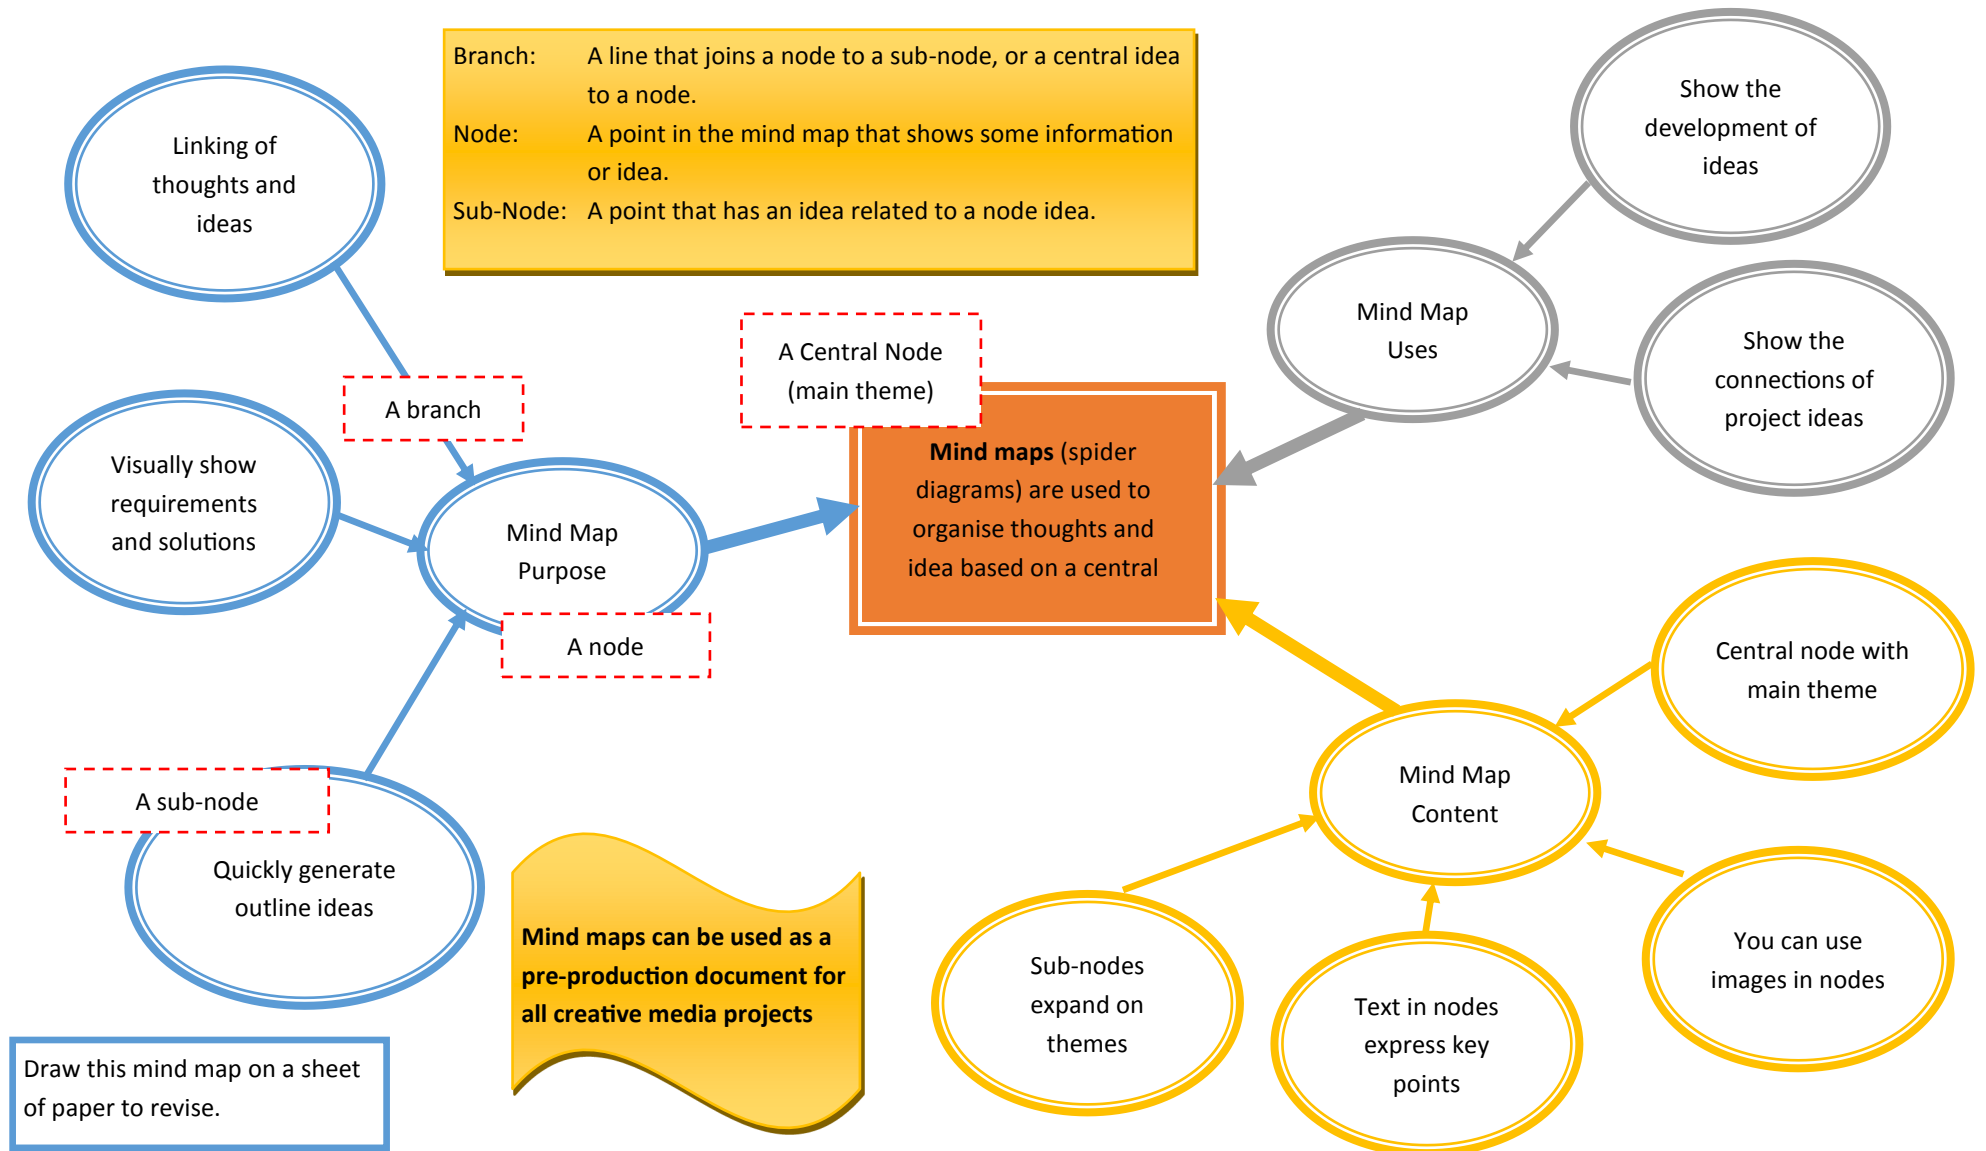 Branch: A line that joins a node to a sub-node, or a central idea
to a node.
Node: A point in the mind map that shows some information
or idea.
Sub-Node: A point that has an idea related to a node idea.
Linking of
thoughts and
ideas
A branch
Visually show
requirements
and solutions
Mind Map
Purpose
A node
A sub-node
Quickly generate
outline ideas
Draw this mind map on a sheet
of paper to revise.
A Central Node
(main theme)
Mind maps (spider
diagrams) are used to
organise thoughts and
idea based on a central
Mind maps can be used as a
pre-production document for
all creative media projects
Show the
development of
ideas
Mind Map
Uses
Show the
connections of
project ideas
Central node with
main theme
Mind Map
Content
You can use
images in nodes
Text in nodes
express key
points
Sub-nodes
expand on
themes